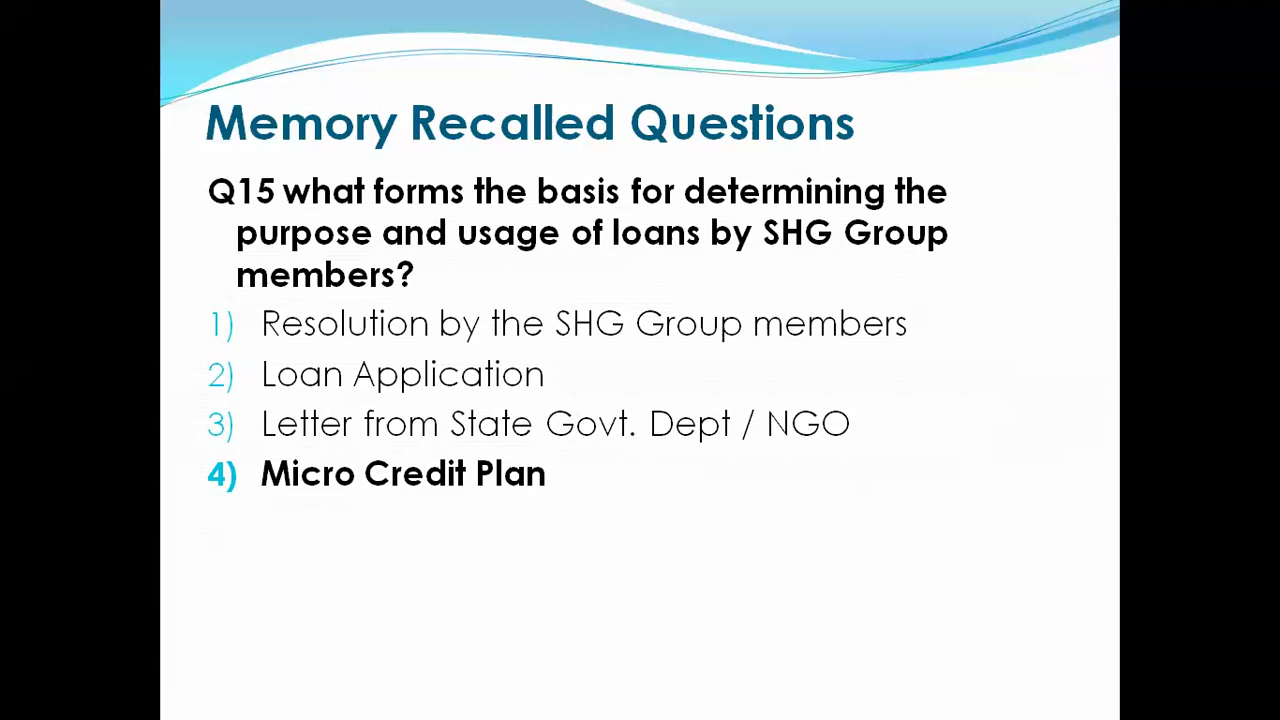 Memory Recalled Questions
Q15 what forms the basis for determining the
purpose and usage of loans by SHG Group
members?
1) Resolution by the SHG Group members
2) Loan Application
3) Letter from State Govt. Dept / NGO
4) Micro Credit Plan